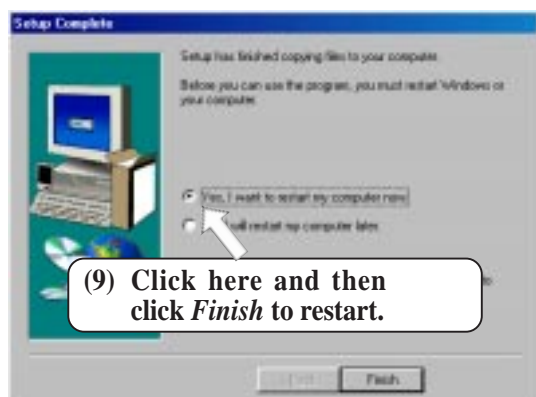 Setup Complete
Setup has finished copying files to your computer.
Before you can use the program, you must restart Windows or
your computer.
Yes, I want to restart my computer now.
I will restart my computer later.
(9) Click here and then
click Finish to restart.
to
Finish